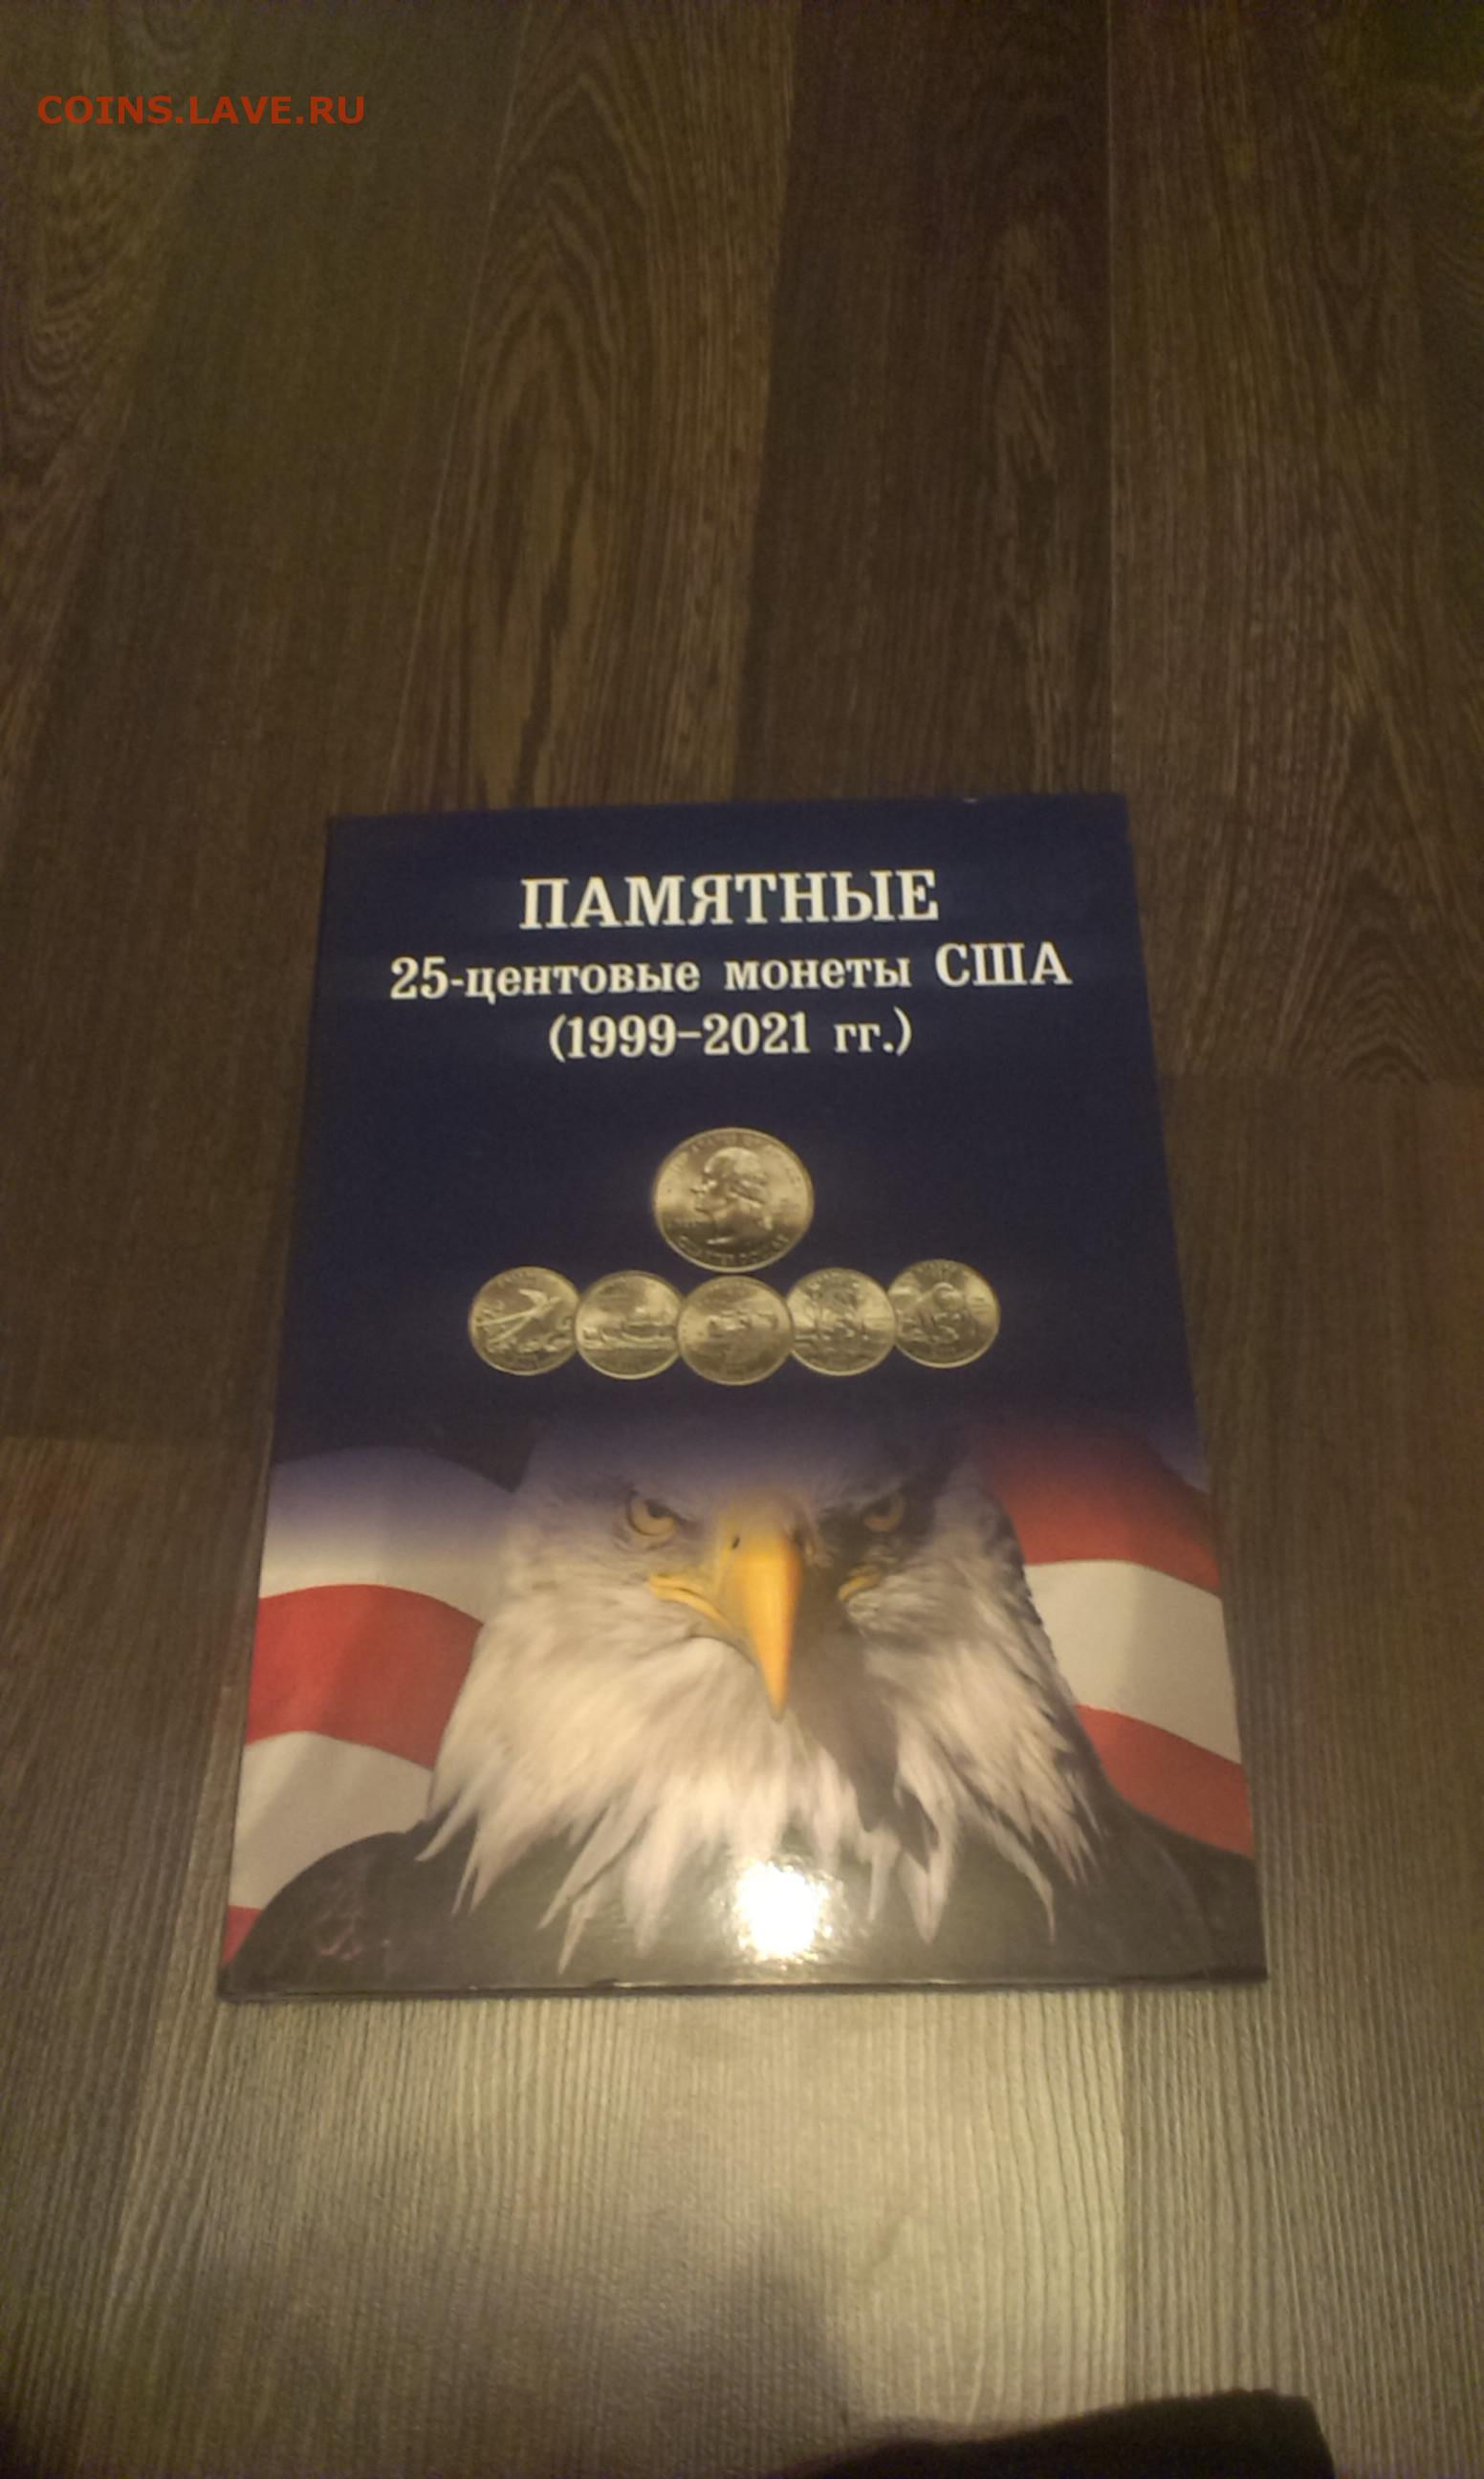 COINS.LAVE.RU
ПАМЯТНЫЕ
25-центовые монеты США
(1999-2021 гг.)